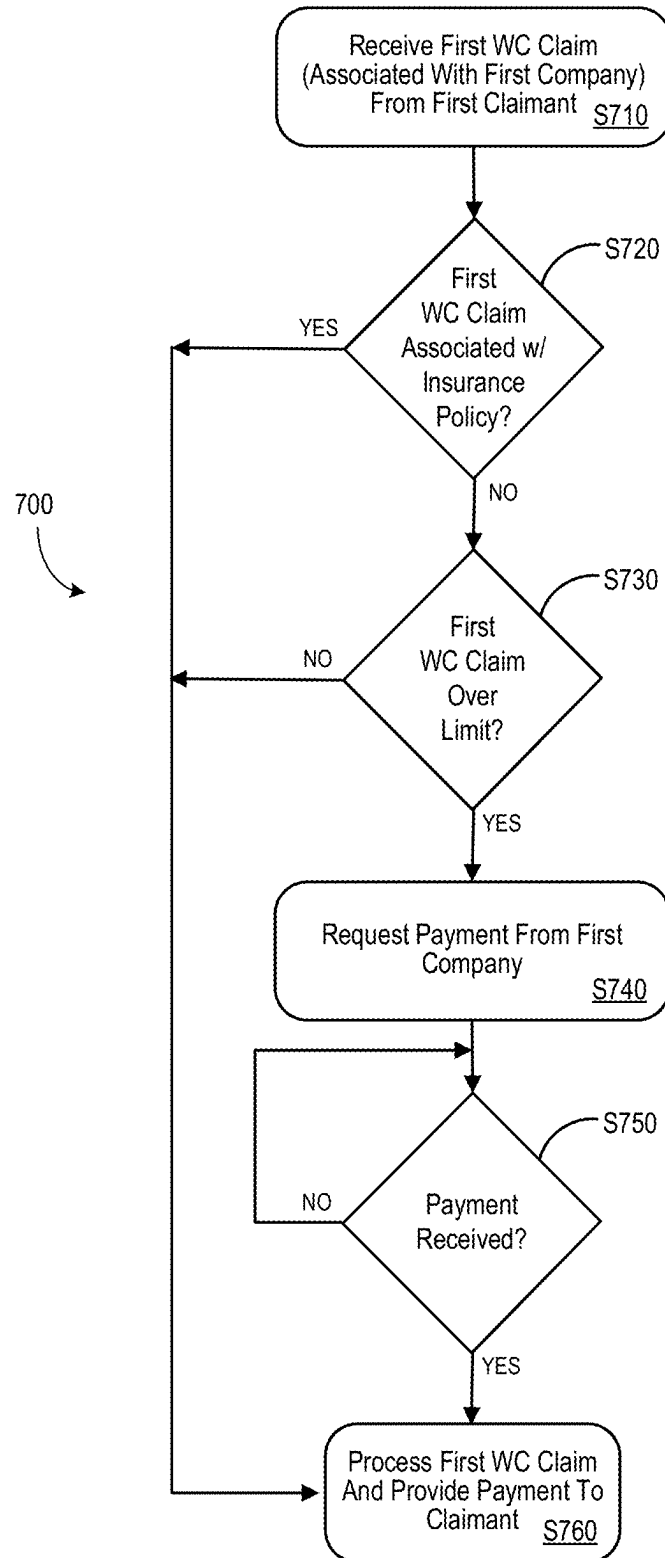 Receive First WC Claim
(Associated With First Company)
From First Claimant
S710
S720
First
WC Claim
Associated w/
Insurance
Policy?
YES
NO
700
S730
First
WC Claim
Over
Limit?
NO
YES
Request Payment From First
Company
S740
S750
Payment
Received?
NO
YES
Process First WC Claim
And Provide Payment To
Claimant
S760